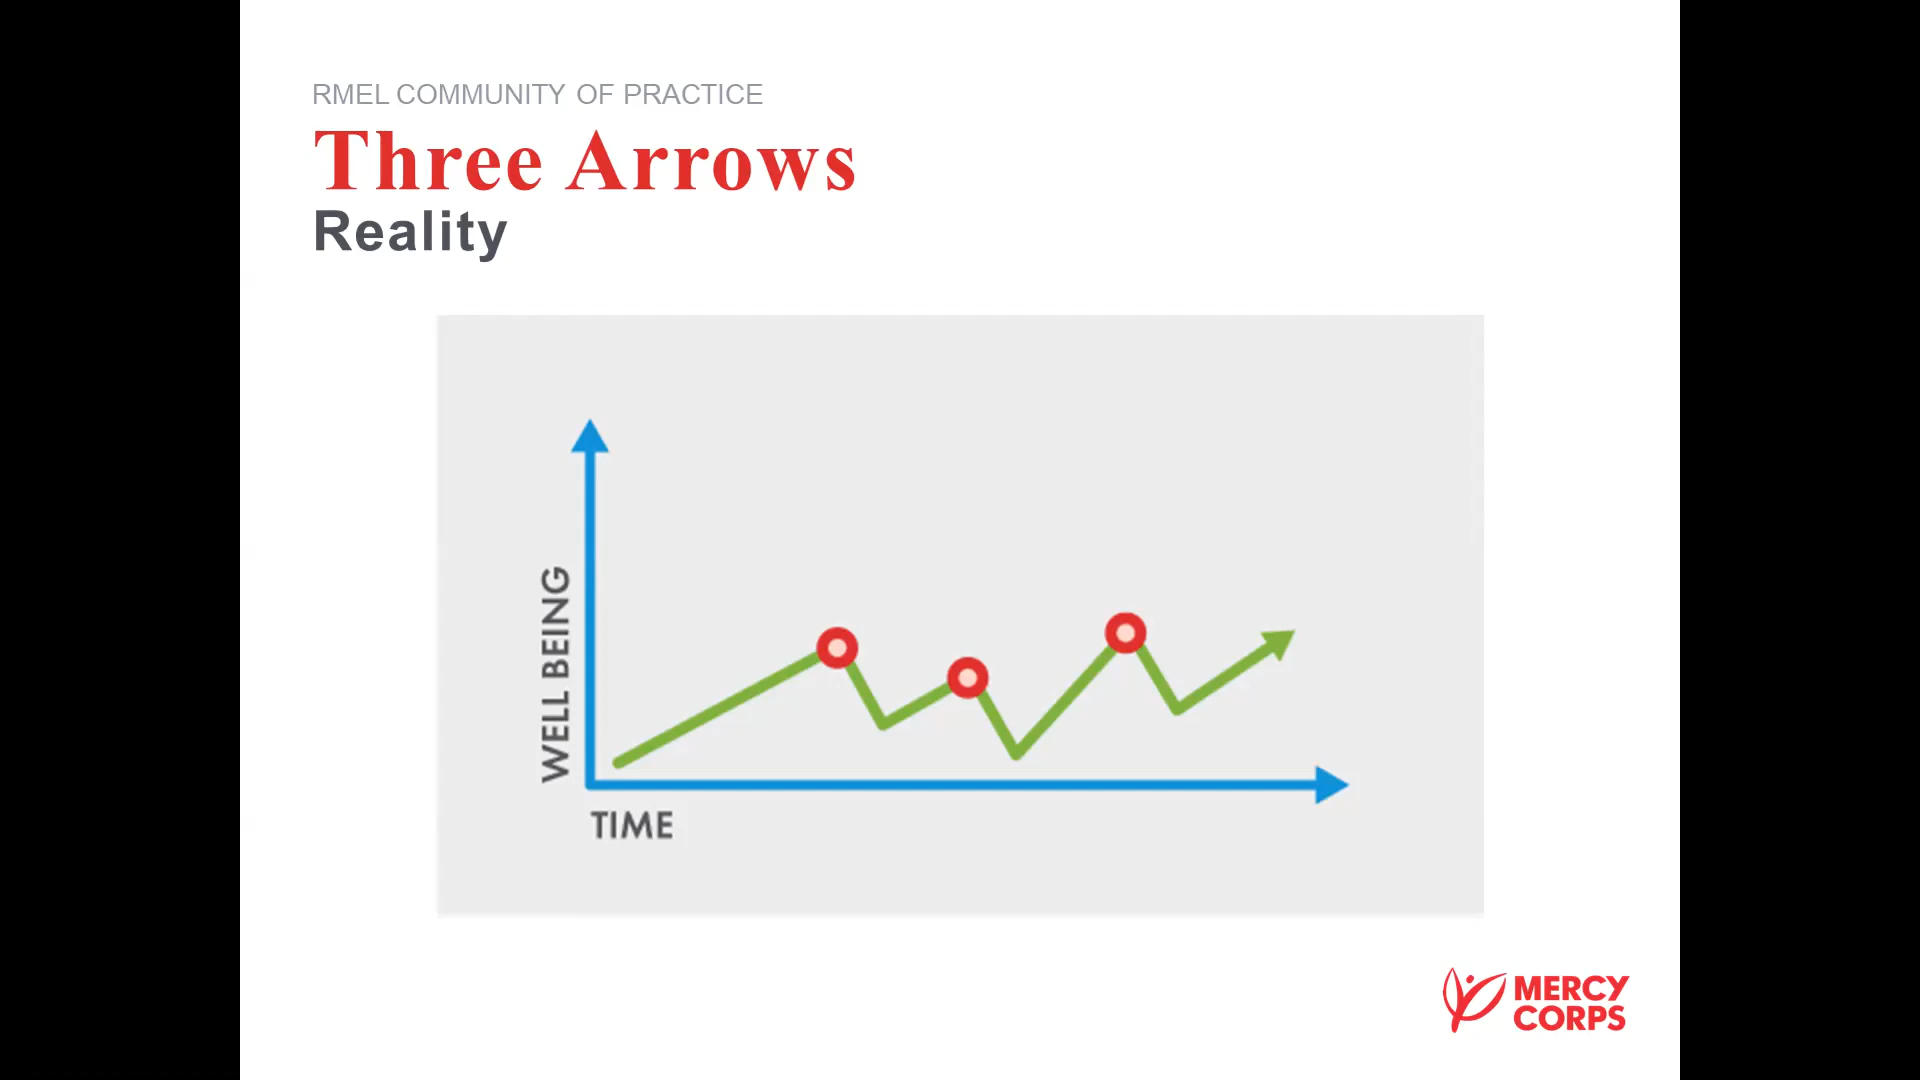 RMEL COMMUNITY OF PRACTICE
Three Arrows
Reality
WELL BEING
TIME
MERCY
CORPS